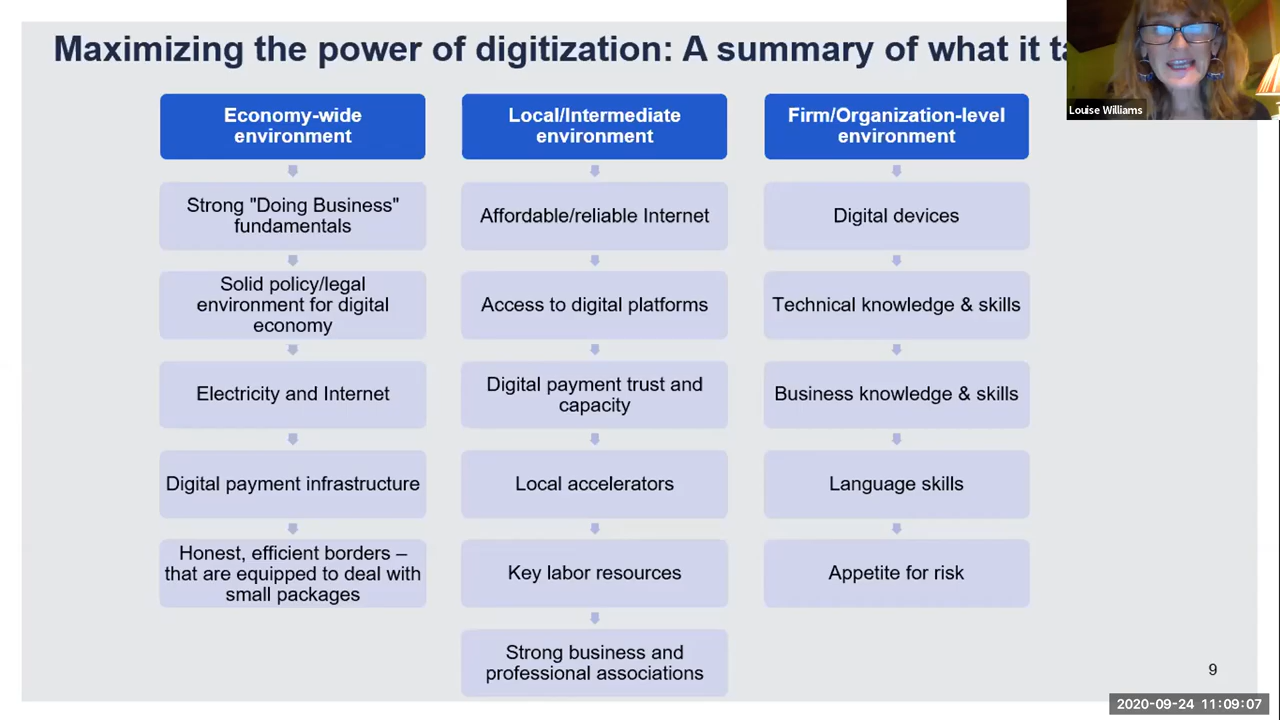 Maximizing the power of digitization: A summary of what it
Louise Williams
Economy-wide
environment
Strong "Doing Business"
fundamentals
Solid policy/legal
environment for digital
economy
Electricity and Internet
Digital payment infrastructure
Honest, efficient borders –
that are equipped to deal with
small packages
Local/Intermediate
environment
Affordable/reliable Internet
Access to digital platforms
Digital payment trust and
capacity
Local accelerators
Key labor resources
Strong business and
professional associations
Firm/Organization-level
environment
Digital devices
Technical knowledge & skills
Business knowledge & skills
Language skills
Appetite for risk
9
2020-09-24 11:09:07